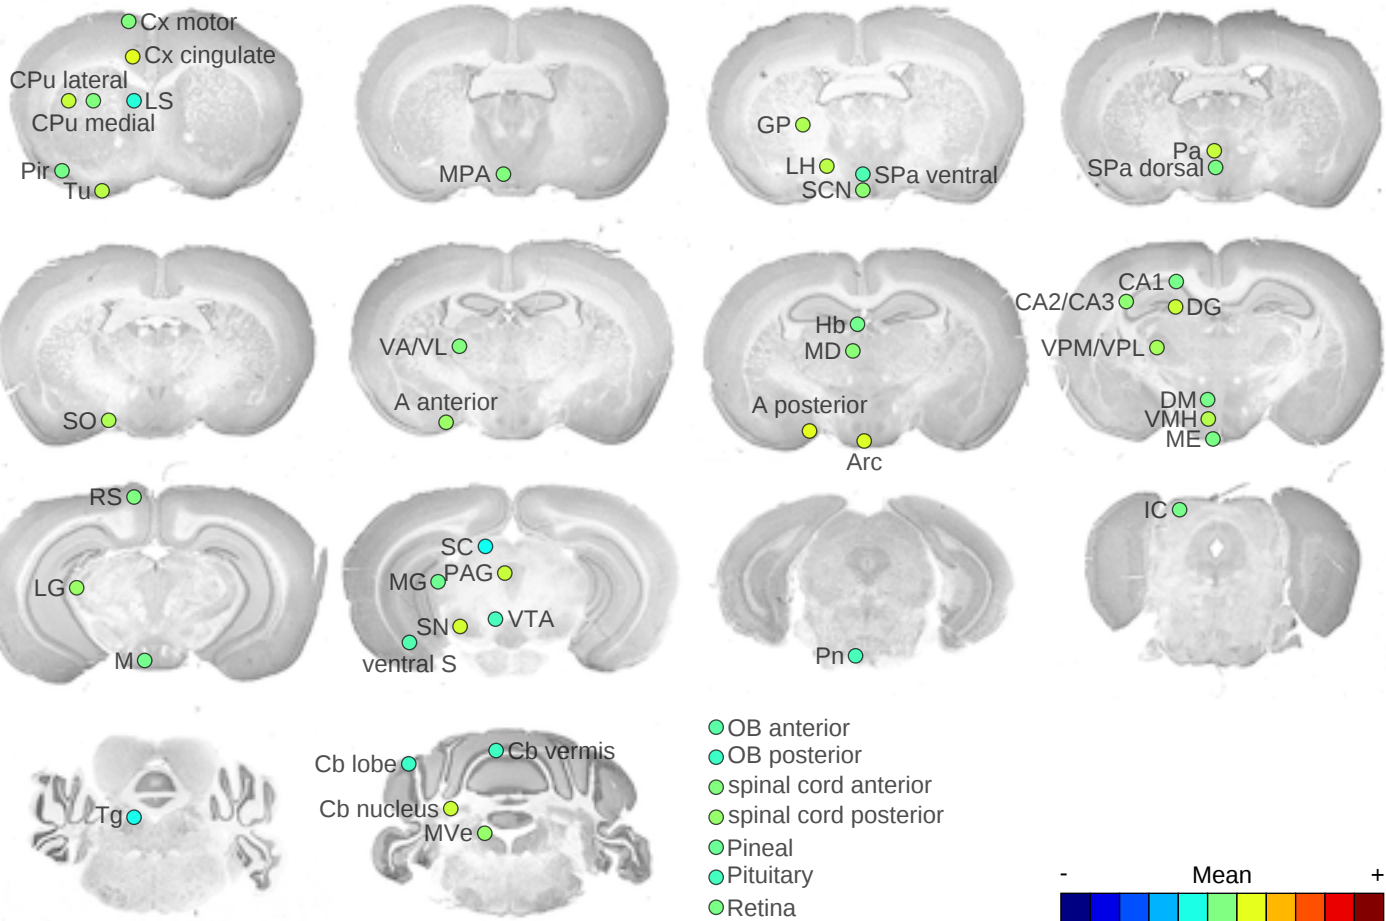 Cx motor
Cx cingulate
CPu lateral
LS
CPu medial
Pir
Tu
MPA
GP
LH
SPa ventral
SCN
Pa
SPa dorsal
SO
VA/VL
A anterior
Hb
MD
A posterior
Arc
CA1
CA2/CA3
DG
VPM/VPL
DM
VMH
ME
RS
LG
M
SC
PAG
MG
VTA
SN
ventral S
Pn
IC
Tg
Cb lobe
Cb vermis
Cb nucleus
MVe
OB anterior
OB posterior
spinal cord anterior
spinal cord posterior
Pineal
Pituitary
Retina
- Mean +